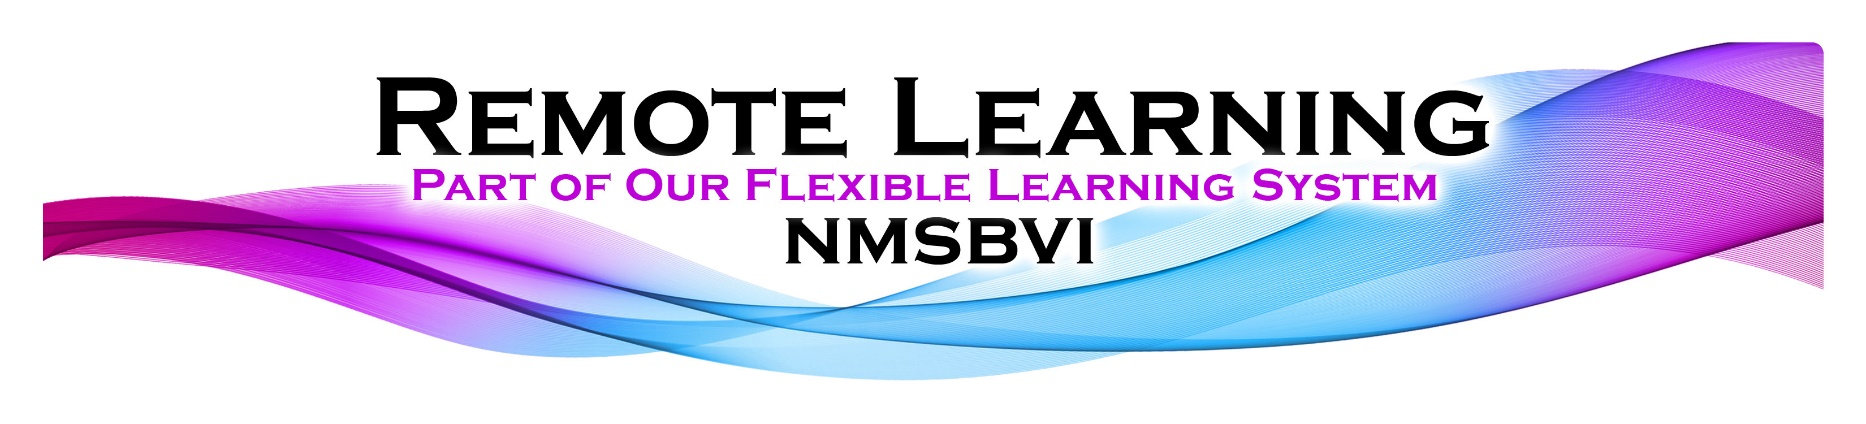 Remote Learning
Part of Our Flexible Learning System
NMSBVI